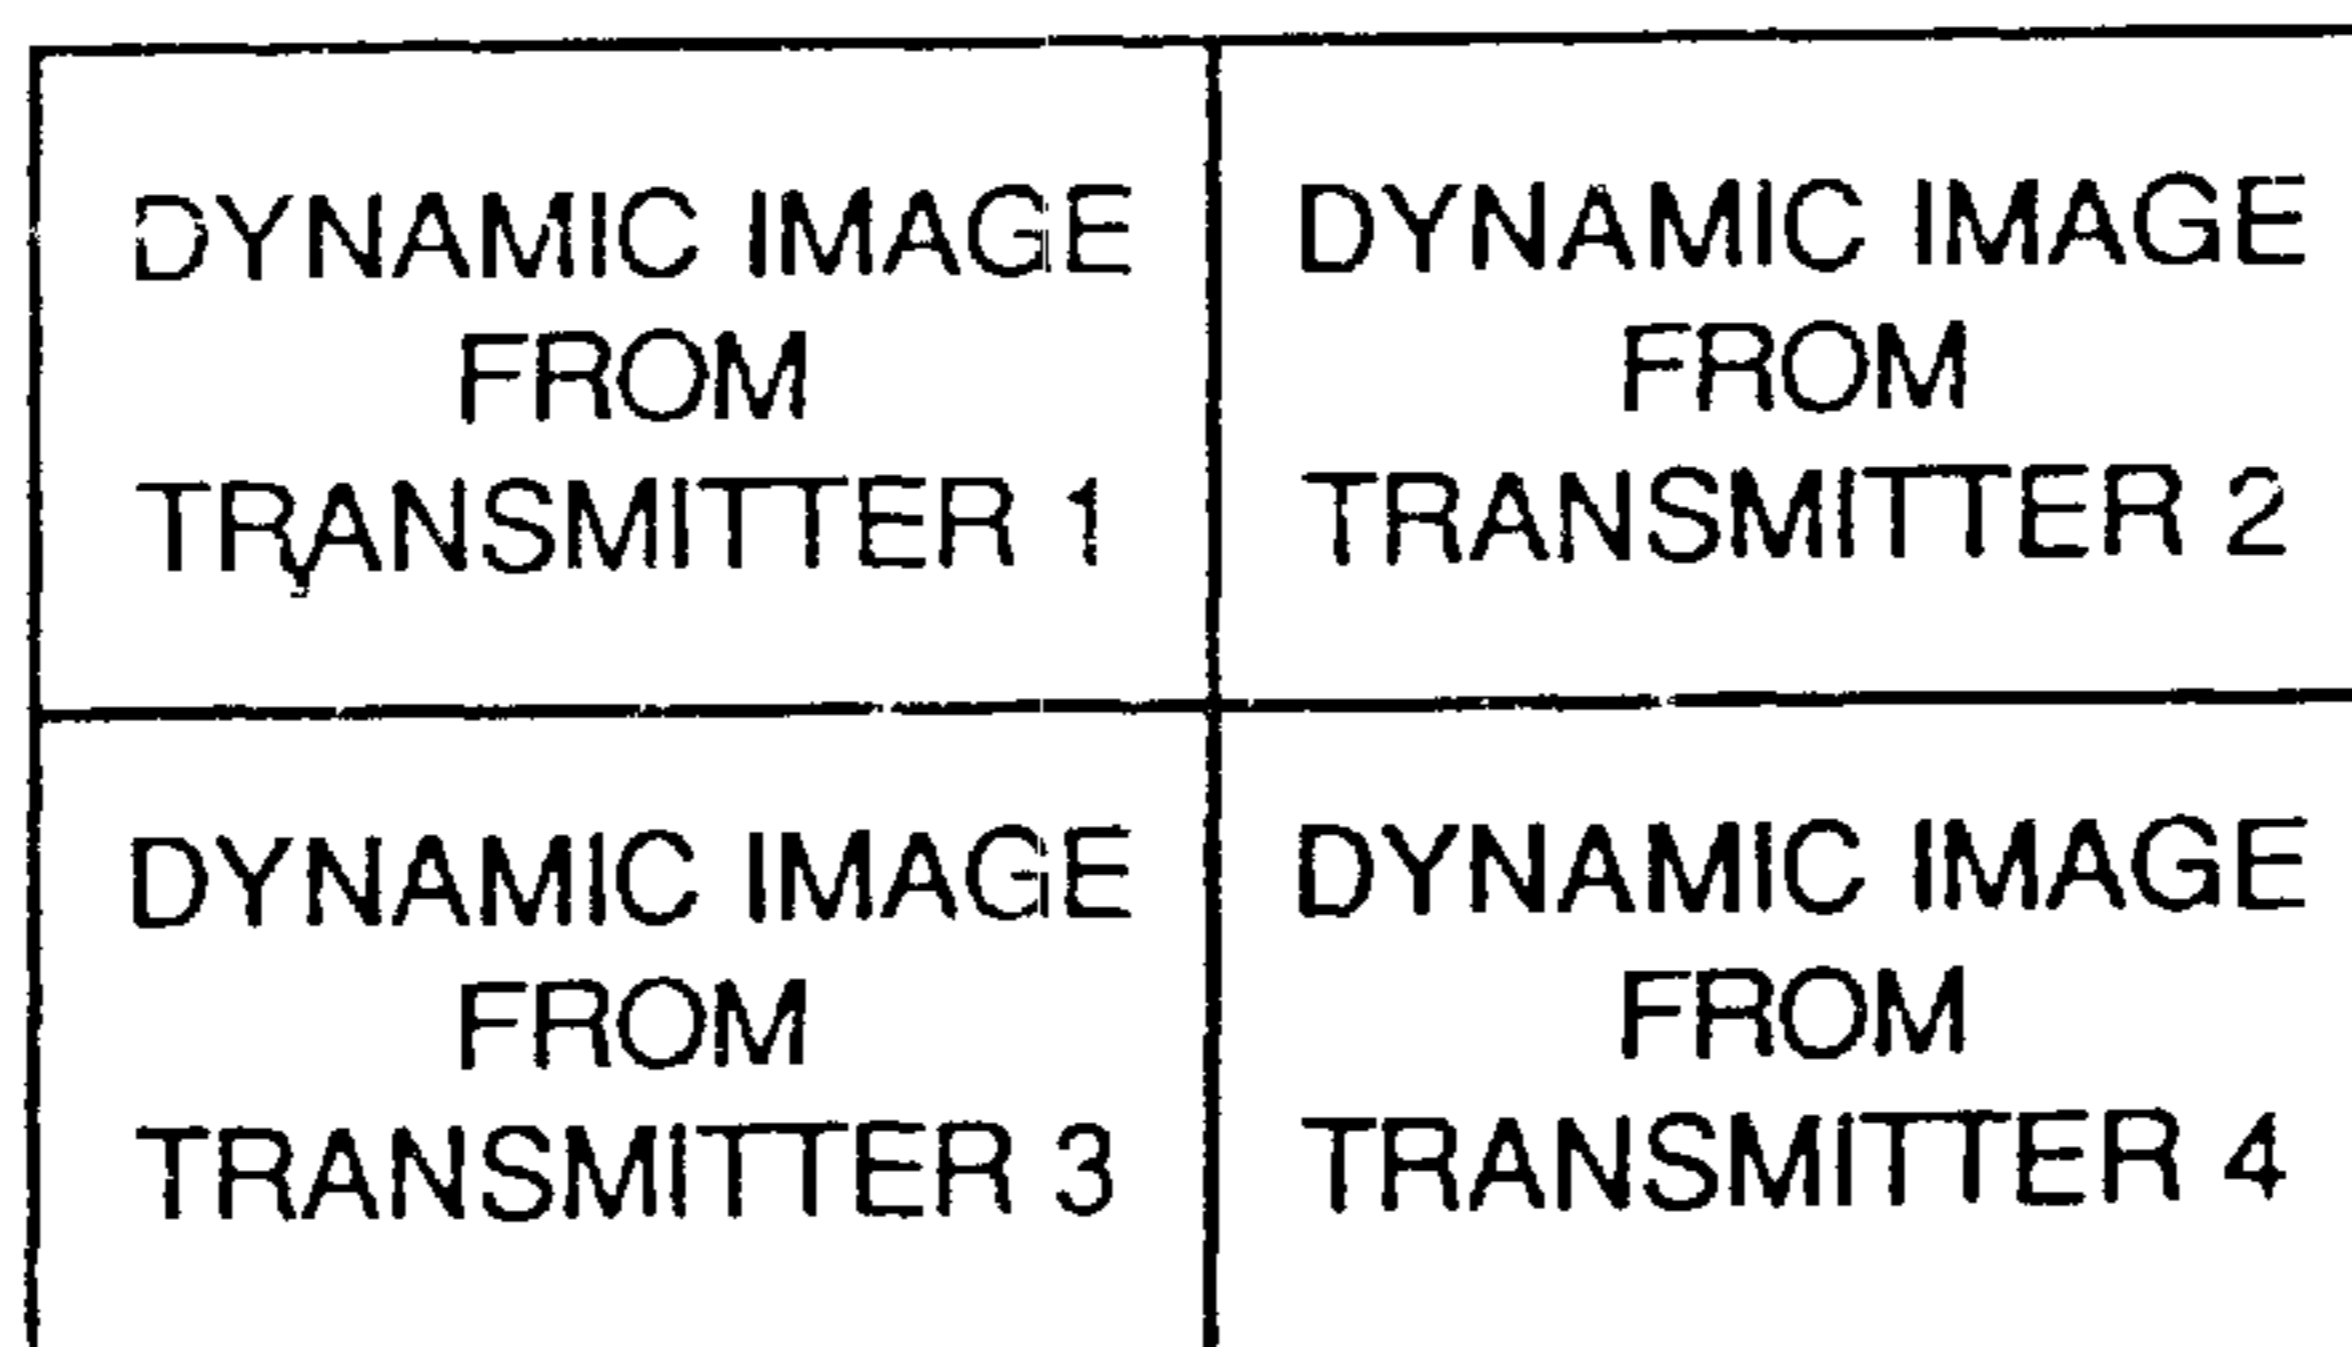 DYNAMIC IMAGE
FROM
TRANSMITTER 1
DYNAMIC IMAGE
FROM
TRANSMITTER 2
DYNAMIC IMAGE
FROM
TRANSMITTER 3
DYNAMIC IMAGE
FROM
TRANSMITTER 4